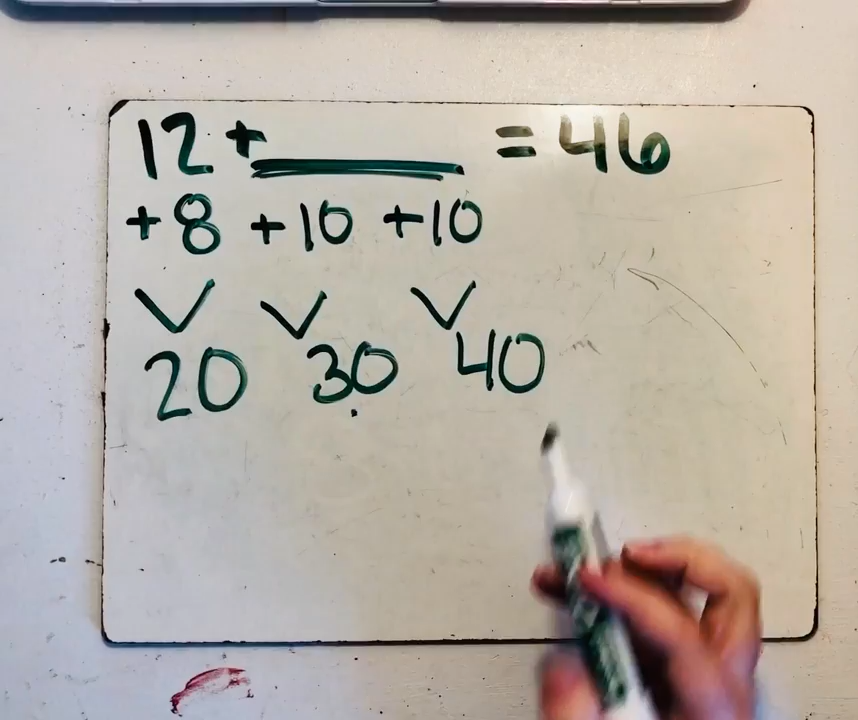 12 + ______ = 46
+8 +10 +10
20 30 40